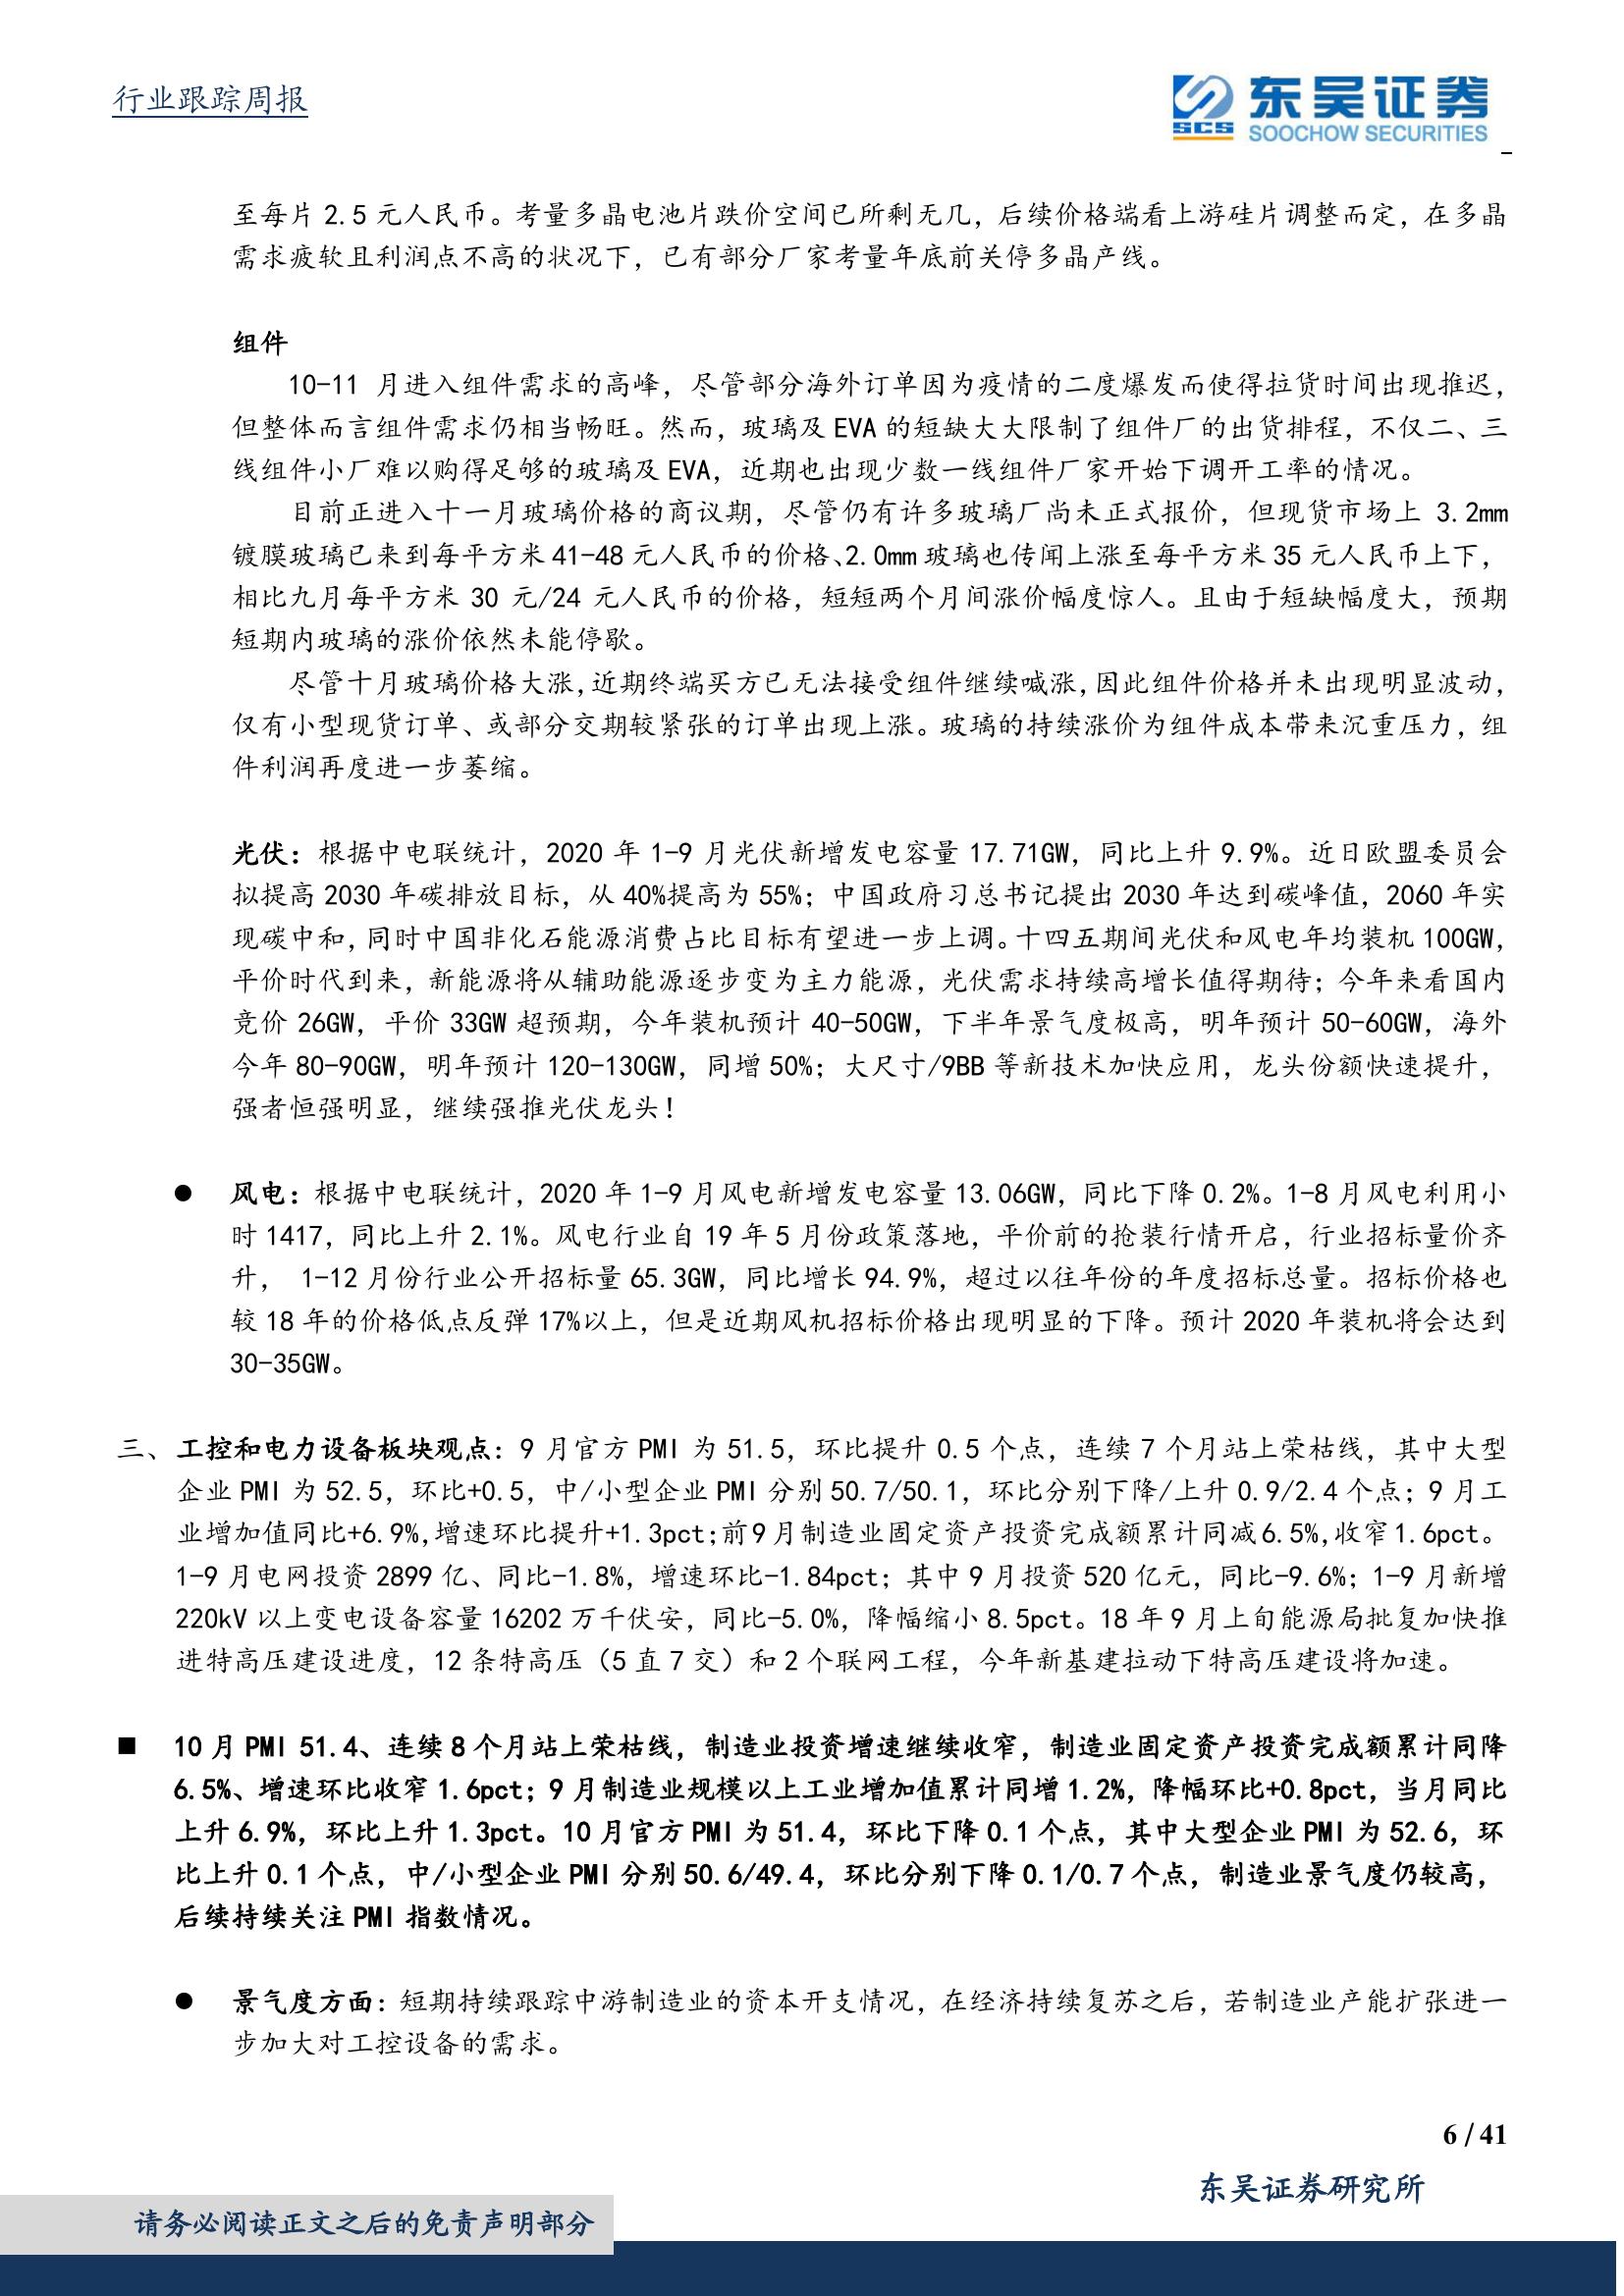 行业跟踪周报
SCS 东吴证券
SOOCHOW SECURITIES
至每片 2.5 元人民币。考量多晶电池片跌价空间已所剩无几，后续价格端看上游硅片调整而定，在多晶
需求疲软且利润点不高的状况下，已有部分厂家考量年底前关停多晶产线。
组件
10-11 月进入组件需求的高峰，尽管部分海外订单因为疫情的二度爆发而使得拉货时间出现推迟，
但整体而言组件需求仍相当畅旺。然而，玻璃及 EVA 的短缺大大限制了组件厂的出货排程，不仅二、三
线组件小厂难以购得足够的玻璃及 EVA，近期也出现少数一线组件厂家开始下调开工率的情况。
目前正进入十一月玻璃价格的商议期，尽管仍有许多玻璃厂尚未正式报价，但现货市场上 3.2mm
镀膜玻璃已来到每平方米 41-48 元人民币的价格、2.0mm 玻璃也传闻上涨至每平方米 35 元人民币上下，
相比九月每平方米 30 元/24 元人民币的价格，短短两个月间涨价幅度惊人。且由于短缺幅度大，预期
短期内玻璃的涨价依然未能停歇。
尽管十月玻璃价格大涨，近期终端买方已无法接受组件继续喊涨，因此组件价格并未出现明显波动，
仅有小型现货订单、或部分交期较紧张的订单出现上涨。玻璃的持续涨价为组件成本带来沉重压力，组
件利润再度进一步萎缩。
光伏：根据中电联统计，2020 年 1-9 月光伏新增发电容量 17.71GW，同比上升 9.9%。近日欧盟委员会
拟提高 2030 年碳排放目标，从 40%提高为 55%；中国政府习总书记提出 2030 年达到碳峰值，2060 年实
现碳中和，同时中国非化石能源消费占比目标有望进一步上调。十四五期间光伏和风电年均装机 100GW，
平价时代到来，新能源将从辅助能源逐步变为主力能源，光伏需求持续高增长值得期待；今年来看国内
竞价 26GW，平价 33GW 超预期，今年装机预计 40-50GW，下半年景气度极高，明年预计 50-60GW，海外
今年 80-90GW，明年预计 120-130GW，同增 50%；大尺寸/9BB 等新技术加快应用，龙头份额快速提升，
强者恒强明显，继续强推光伏龙头！
● 风电：根据中电联统计，2020 年 1-9 月风电新增发电容量 13.06GW，同比下降 0.2%。1-8 月风电利用小
时 1417，同比上升 2.1%。风电行业自 19 年 5 月份政策落地，平价前的抢装行情开启，行业招标量价齐
升， 1-12 月份行业公开招标量 65.3GW，同比增长 94.9%，超过以往年份的年度招标总量。招标价格也
较 18 年的价格低点反弹 17%以上，但是近期风机招标价格出现明显的下降。预计 2020 年装机将会达到
30-35GW。
三、工控和电力设备板块观点：9 月官方 PMI 为 51.5，环比提升 0.5 个点，连续 7 个月站上荣枯线，其中大型
企业 PMI 为 52.5，环比+0.5，中/小型企业 PMI 分别 50.7/50.1，环比分别下降/上升 0.9/2.4 个点；9 月工
业增加值同比+6.9%，增速环比提升+1.3pct；前 9 月制造业固定资产投资完成额累计同减 6.5%，收窄 1.6pct。
1-9 月电网投资 2899 亿、同比-1.8%，增速环比-1.84pct；其中 9 月投资 520 亿元，同比-9.6%；1-9 月新增
220kV 以上变电设备容量 16202 万千伏安，同比-5.0%，降幅缩小 8.5pct。18 年 9 月上旬能源局批复加快推
进特高压建设进度，12 条特高压（5 直 7 交）和 2 个联网工程，今年新基建拉动下特高压建设将加速。
■ 10 月 PMI 51.4、连续 8 个月站上荣枯线，制造业投资增速继续收窄，制造业固定资产投资完成额累计同降
6.5%、增速环比收窄 1.6pct；9 月制造业规模以上工业增加值累计同增 1.2%，降幅环比+0.8pct，当月同比
上升 6.9%，环比上升 1.3pct。10 月官方 PMI 为 51.4，环比下降 0.1 个点，其中大型企业 PMI 为 52.6，环
比上升 0.1 个点，中/小型企业 PMI 分别 50.6/49.4，环比分别下降 0.1/0.7 个点，制造业景气度仍较高，
后续持续关注 PMI 指数情况。
● 景气度方面：短期持续跟踪中游制造业的资本开支情况，在经济持续复苏之后，若制造业产能扩张进一
步加大对工控设备的需求。
6 / 41
东吴证券研究所
请务必阅读正文之后的免责声明部分